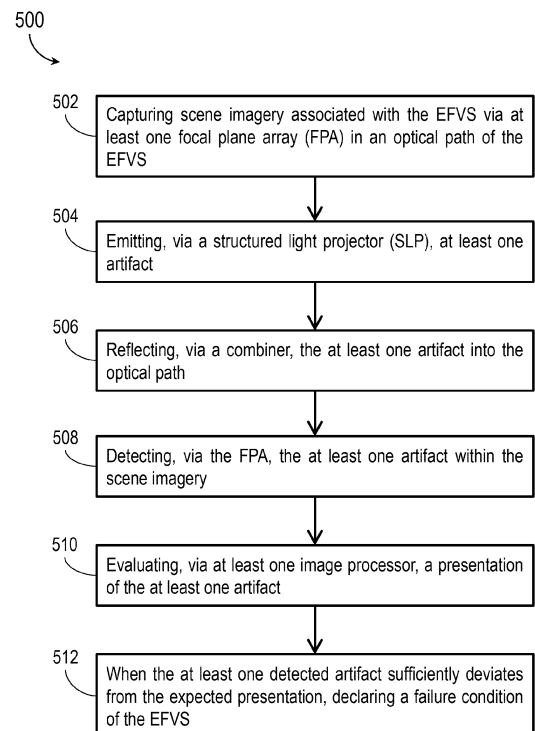 500
502
Capturing scene imagery associated with the EFVS via at
least one focal plane array (FPA) in an optical path of the
EFVS
504
Emitting, via a structured light projector (SLP), at least one
artifact
506
Reflecting, via a combiner, the at least one artifact into the
optical path
508
Detecting, via the FPA, the at least one artifact within the
scene imagery
510
Evaluating, via at least one image processor, a presentation
of the at least one artifact
512
When the at least one detected artifact sufficiently deviates
from the expected presentation, declaring a failure condition
of the EFVS